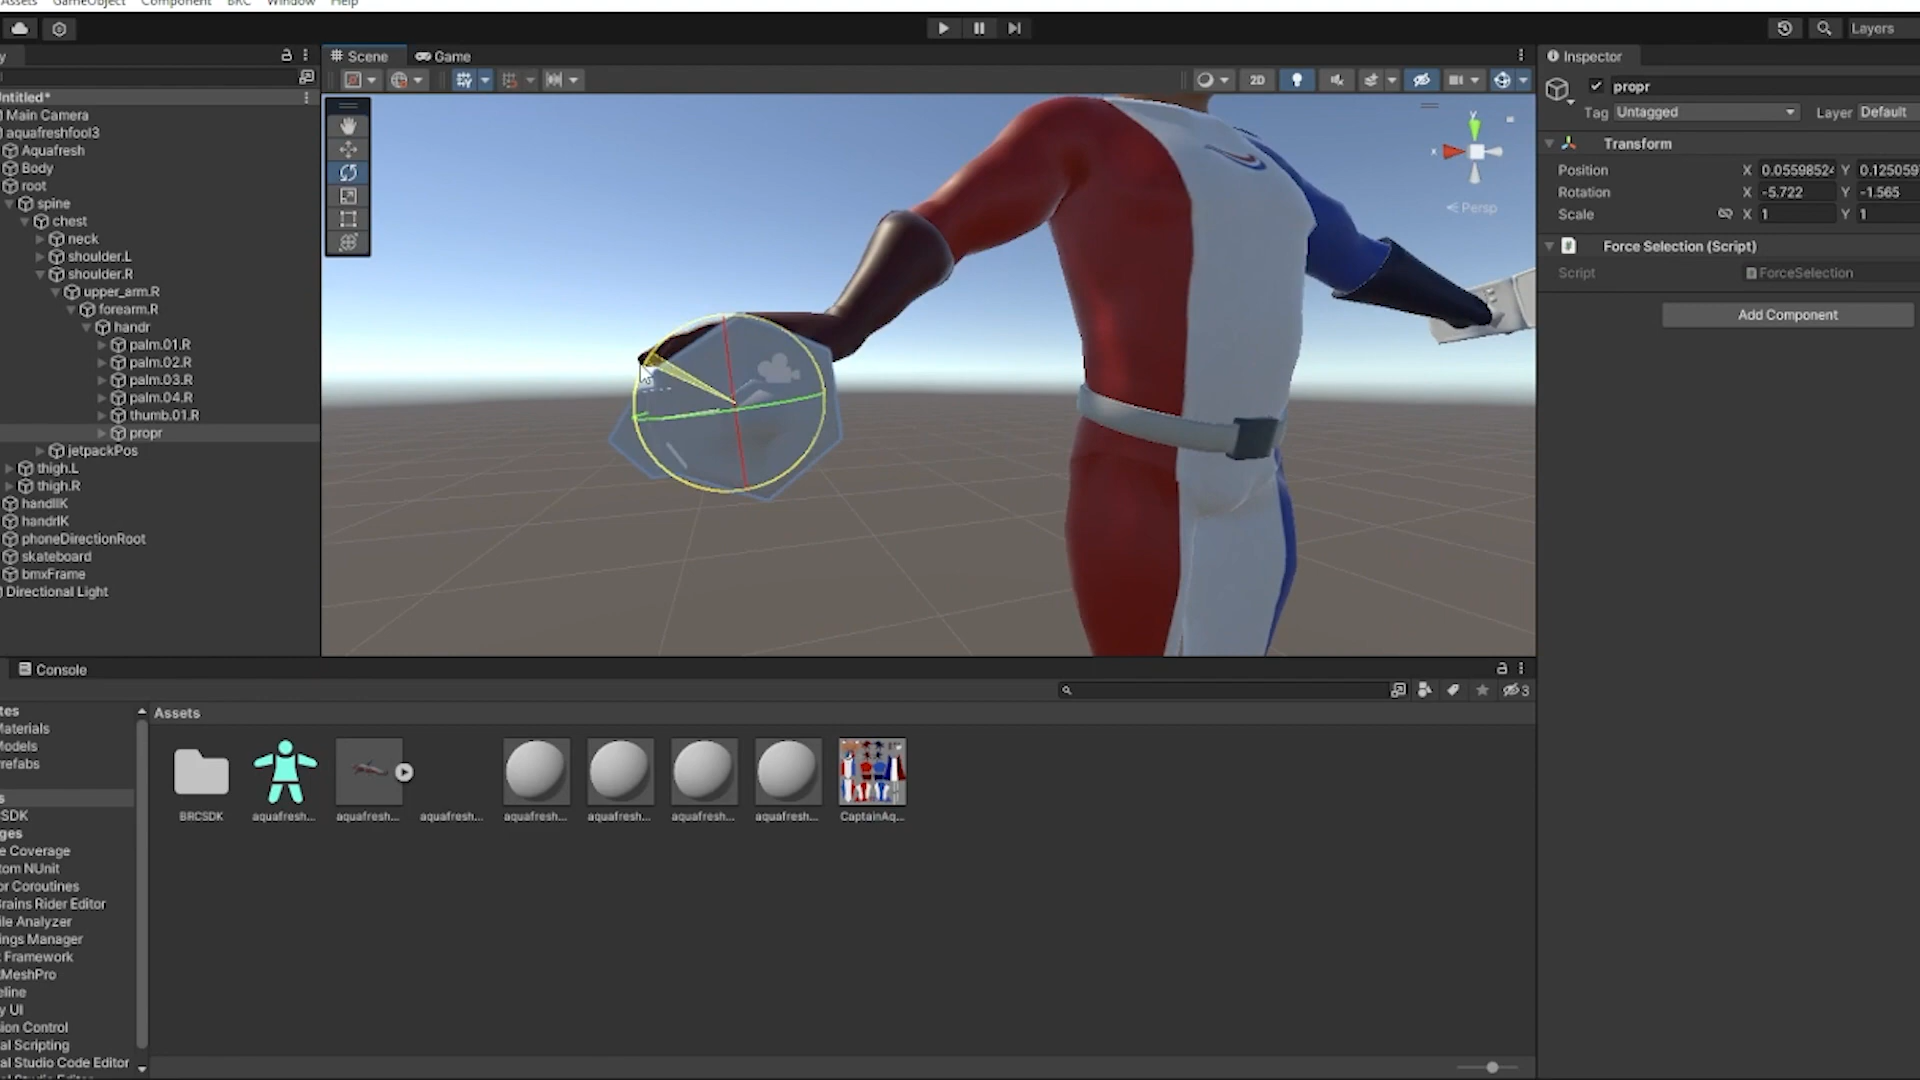 Assets GameObject Component BRC Window Help
Layers
Scene Game
Inspector
propr
Tag Untagged Layer Default
Transform
Position X 0.0559852 Y 0.125059
Rotation X -5.722 Y -1.565
Scale X 1 Y 1
Force Selection (Script)
Script ForceSelection
Add Component
2D
y
x
Persp
y
ntitled*
Main Camera
aquafreshfool3
Aquafresh
Body
root
spine
chest
neck
shoulder.L
shoulder.R
upper_arm.R
forearm.R
handr
palm.01.R
palm.02.R
palm.03.R
palm.04.R
thumb.01.R
propr
jetpackPos
thigh.L
thigh.R
handlIK
handrIK
phoneDirectionRoot
skateboard
bmxFrame
Directional Light
Console
3
tes
Materials
Models
refabs
s
SDK
ges
e Coverage
tom NUnit
or Coroutines
Brains Rider Editor
ile Analyzer
ings Manager
t Framework
tMeshPro
eline
y UI
ion Control
al Scripting
al Studio Code Editor
Assets
BRCSDK
aquafresh...
aquafresh...
aquafresh...
aquafresh...
aquafresh...
aquafresh...
aquafresh...
CaptainAq...